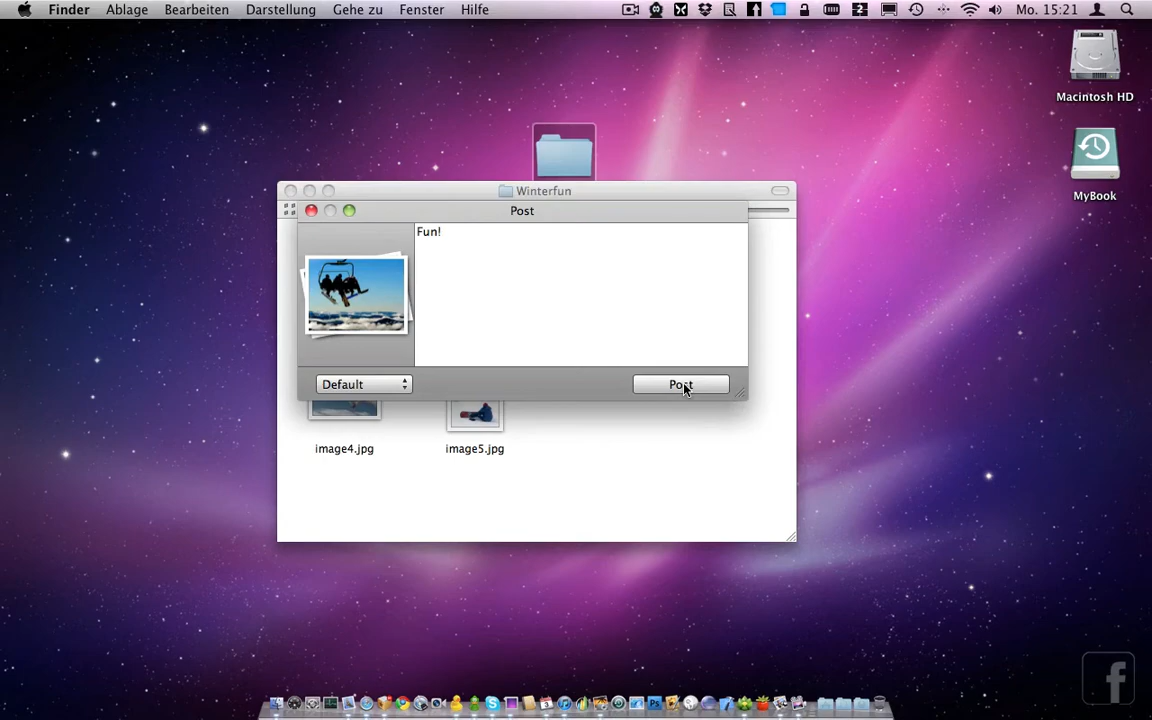 Finder Ablage Bearbeiten Darstellung Gehe zu Fenster Hilfe 2 Mo. 15:21
Macintosh HD
MyBook
Winterfun
Post
Fun!
Default
Post
image4.jpg image5.jpg